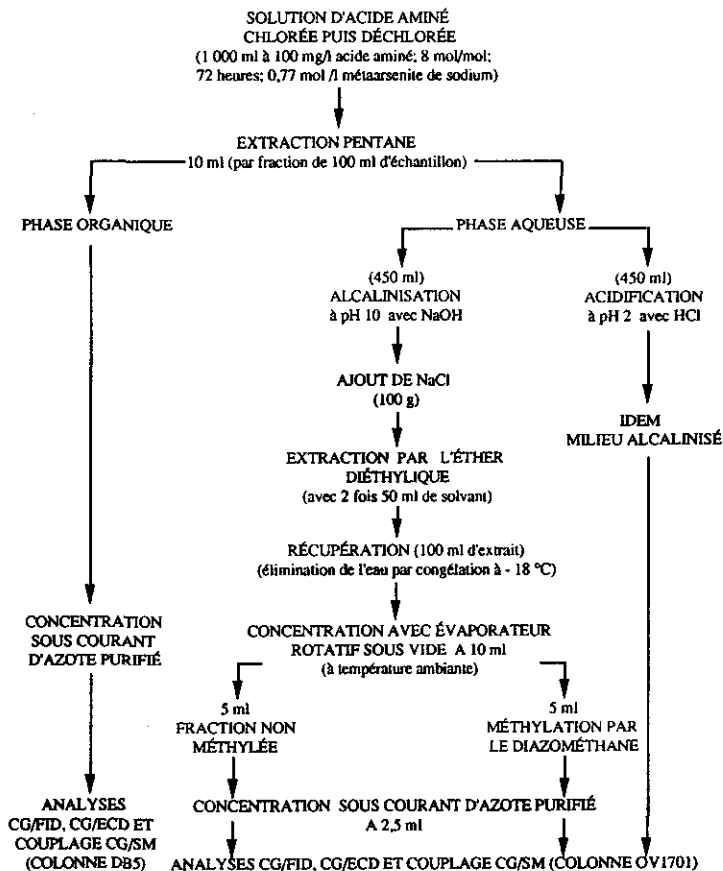 SOLUTION D'ACIDE AMINÉ
CHLORÉE PUIS DÉCHLORÉE
(1 000 ml à 100 mg/l acide aminé; 8 mol/mol;
72 heures; 0,77 mol /l métaarsenite de sodium)
EXTRACTION PENTANE
10 ml (par fraction de 100 ml d'échantillon)
PHASE ORGANIQUE
PHASE AQUEUSE
(450 ml)
ALCALINISATION
à pH 10 avec NaOH
(450 ml)
ACIDIFICATION
à pH 2 avec HCl
AJOUT DE NaCl
(100 g)
IDEM
MILIEU ALCALINISÉ
EXTRACTION PAR L'ÉTHER
DIÉTHYLIQUE
(avec 2 fois 50 ml de solvant)
RÉCUPÉRATION (100 ml d'extrait)
(élimination de l'eau par congélation à - 18 °C)
CONCENTRATION
SOUS COURANT
D'AZOTE PURIFIÉ
CONCENTRATION AVEC ÉVAPORATEUR
ROTATIF SOUS VIDE A 10 ml
(à température ambiante)
5 ml
FRACTION NON
MÉTHYLÉE
5 ml
MÉTHYLATION PAR
LE DIAZOMÉTHANE
ANALYSES
CG/FID, CG/ECD ET
COUPLAGE CG/SM
(COLONNE DB5)
CONCENTRATION SOUS COURANT D'AZOTE PURIFIÉ
A 2,5 ml
ANALYSES CG/FID, CG/ECD ET COUPLAGE CG/SM (COLONNE OV1701)